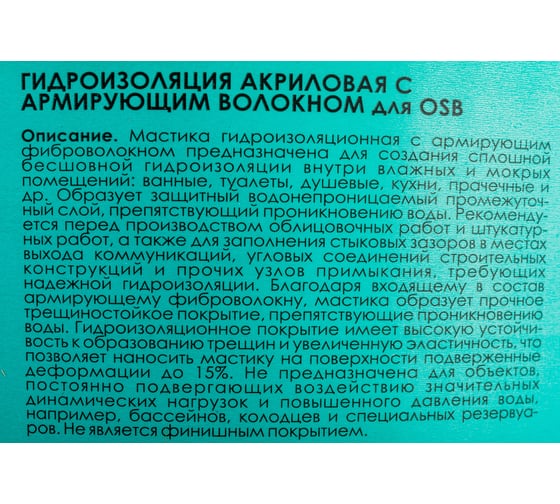 ГИДРОИЗОЛЯЦИЯ АКРИЛОВАЯ С
АРМИРУЮЩИМ ВОЛОКНОМ для OSB
Описание. Мастика гидроизоляционная с армирующим
фиброволокном предназначена для создания сплошной
бесшовной гидроизоляции внутри влажных и мокрых
помещений: ванные, туалеты, душевые, кухни, прачечные и
др. Образует защитный водонепроницаемый промежуточ-
ный слой, препятствующий проникновению воды. Рекоменду-
ется перед производством облицовочных работ и штукатур-
ных работ, а также для заполнения стыковых зазоров в местах
выхода коммуникаций, угловых соединений строительных
конструкций и прочих узлов примыкания, требующих
надежной гидроизоляции. Благодаря входящему в состав
армирующему фиброволокну, мастика образует прочное
трещиностойкое покрытие, препятствующие проникновению
воды. Гидроизоляционное покрытие имеет высокую устойчи-
вость к образованию трещин и увеличенную эластичность, что
позволяет наносить мастику на поверхности подверженные
деформации до 15%. Не предназначена для объектов,
постоянно подвергающих воздействию значительных
динамических нагрузок и повышенного давления воды,
например, бассейнов, колодцев и специальных резервуа-
ров. Не является финишным покрытием.